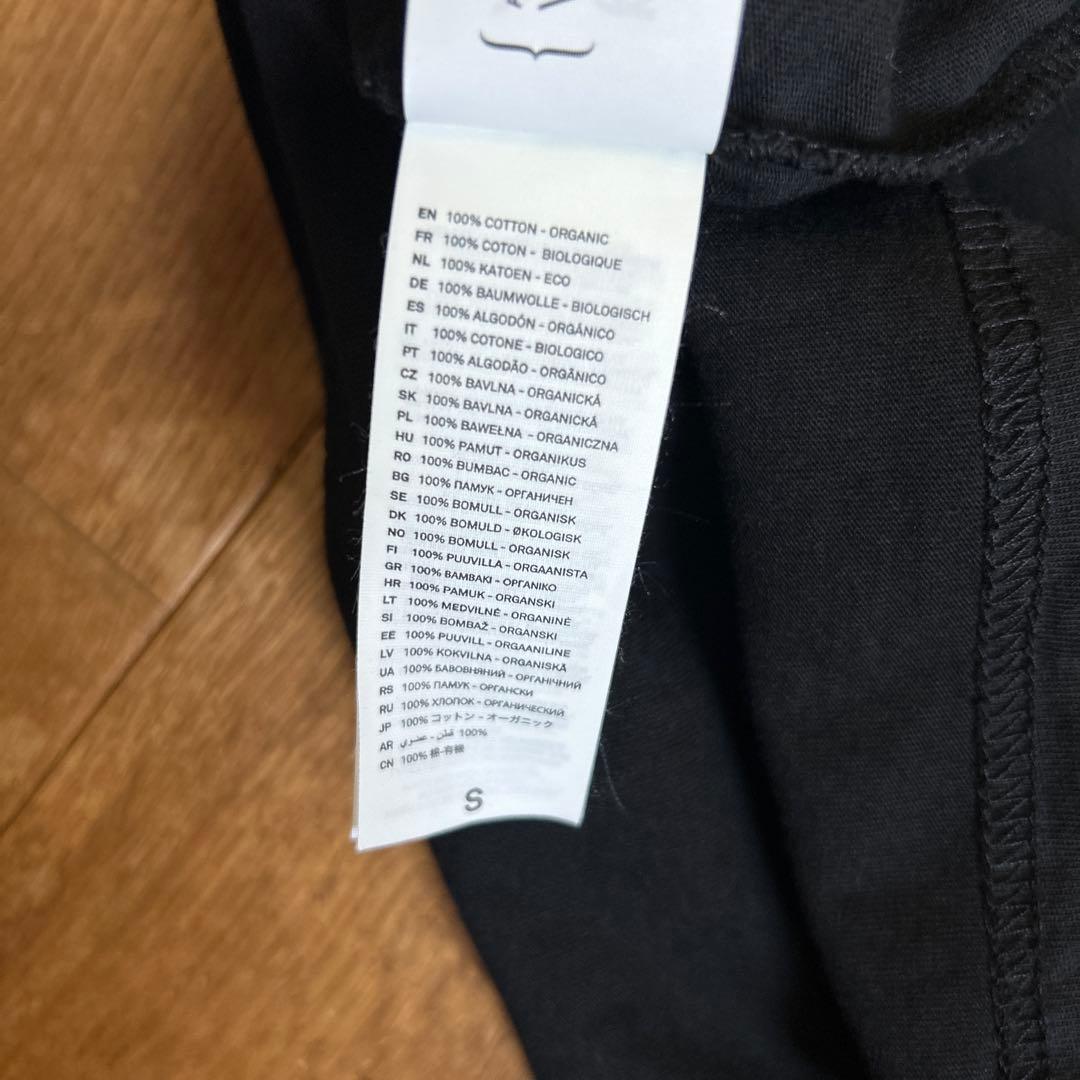 EN 100% COTTON - ORGANIC
FR 100% COTON - BIOLOGIQUE
NL 100% KATOEN - ECO
DE 100% BAUMWOLLE - BIOLOGISCH
ES 100% ALGODÓN - ORGÁNICO
IT 100% COTONE - BIOLOGICO
PT 100% ALGODÃO - ORGÂNICO
CZ 100% BAVLNA - ORGANICKÁ
SK 100% BAVLNA - ORGANICKÁ
PL 100% BAWEŁNA - ORGANICZNA
HU 100% PAMUT - ORGANIKUS
RO 100% BUMBAC - ORGANIC
BG 100% ПАМУК - ОРГАНИЧЕН
SE 100% BOMULL - ORGANISK
DK 100% BOMULD - ØKOLOGISK
NO 100% BOMULL - ORGANISK
FI 100% PUUVILLA - ORGAANISTA
GR 100% ΒΑΜΒΑΚΙ - ΟΡΓΑΝΙΚΟ
HR 100% PAMUK - ORGANSKI
LT 100% MEDVILNĖ - ORGANINĖ
SI 100% BOMBAŽ - ORGANSKI
EE 100% PUUVILL - ORGAANILINE
LV 100% KOKVILNA - ORGANISKĀ
UA 100% БАВОВНЯНИЙ - ОРГАНІЧНИЙ
RS 100% ПАМУК - ОРГАНСКИ
RU 100% ХЛОПОК - ОРГАНИЧЕСКИЙ
JP 100% コットン - オーガニック
AR 100% قطن - عضوي
CN 100% 棉-有機
S